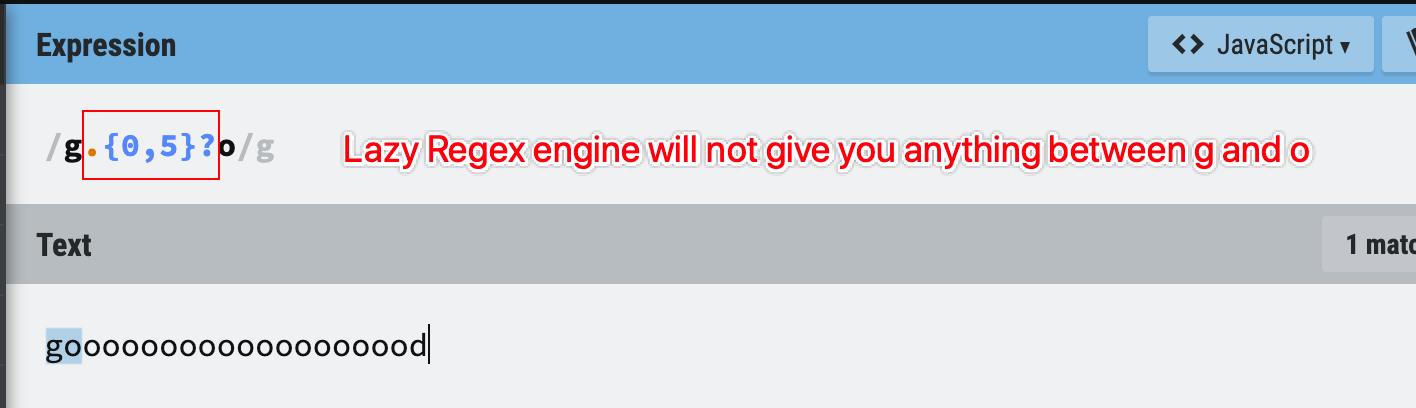 Expression
<> JavaScript ▾
/g.{0,5}?o/g
Lazy Regex engine will not give you anything between g and o
Text
1 matc
goooooooooooooooooood